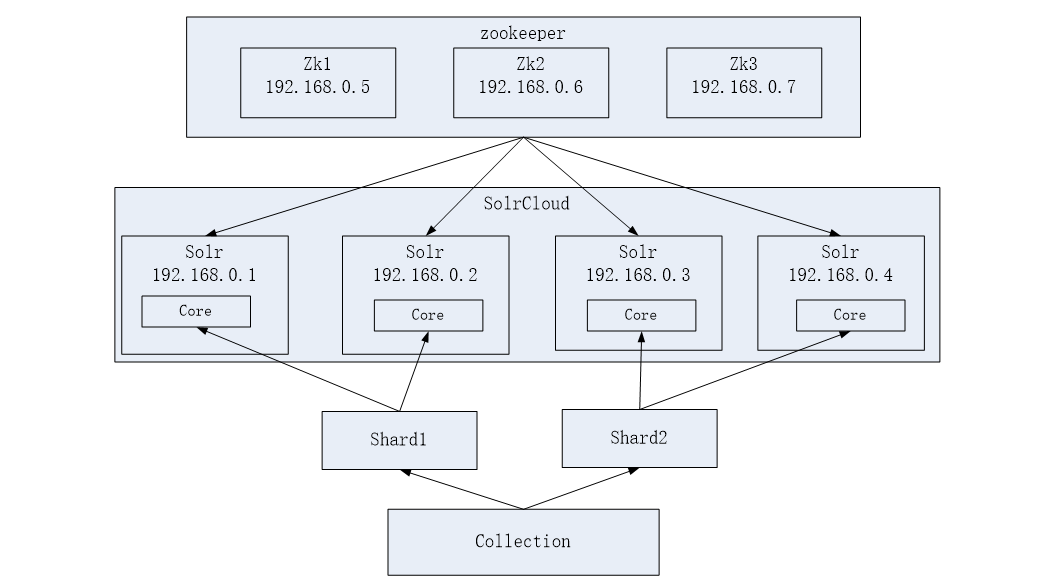 zookeeper
Zk1
192.168.0.5
Zk2
192.168.0.6
Zk3
192.168.0.7
SolrCloud
Solr
192.168.0.1
Core
Solr
192.168.0.2
Core
Solr
192.168.0.3
Core
Solr
192.168.0.4
Core
Shard1
Shard2
Collection